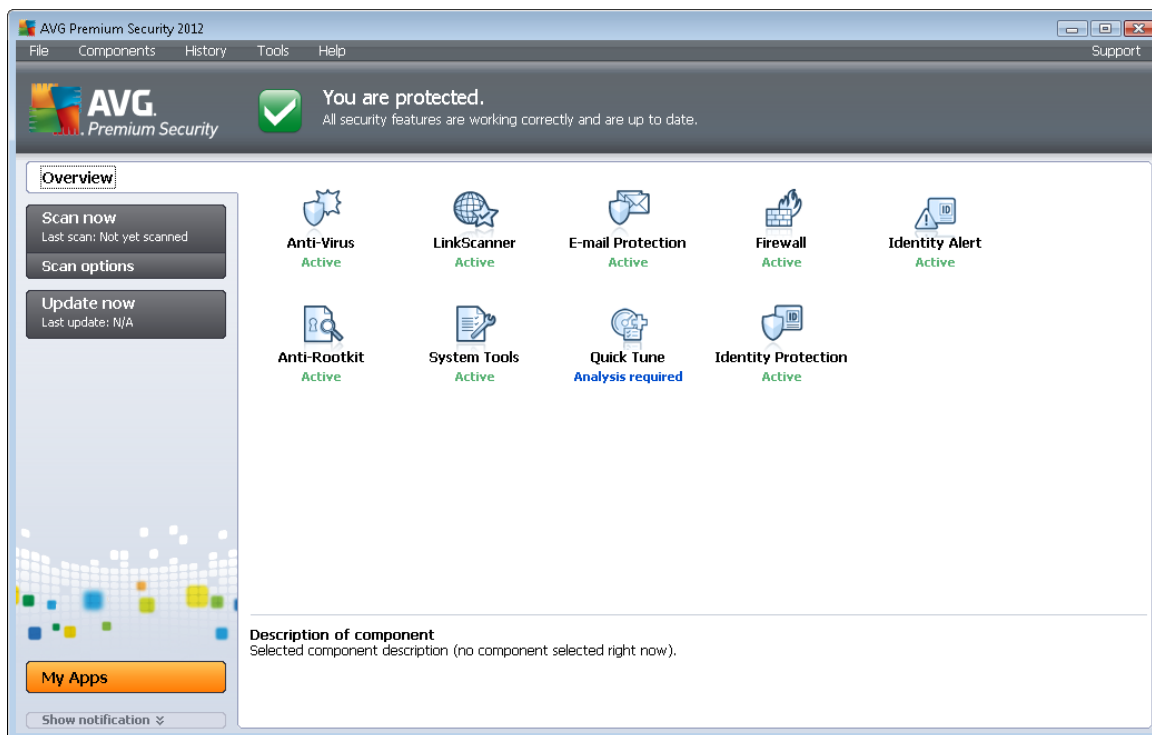 AVG Premium Security 2012
File Components History Tools Help Support
AVG.
Premium Security
You are protected.
All security features are working correctly and are up to date.
Overview
Scan now
Last scan: Not yet scanned
Scan options
Update now
Last update: N/A
Anti-Virus
Active
LinkScanner
Active
E-mail Protection
Active
Firewall
Active
ID
Identity Alert
Active
Anti-Rootkit
Active
System Tools
Active
Quick Tune
Analysis required
ID
Identity Protection
Active
Description of component
Selected component description (no component selected right now).
My Apps
Show notification